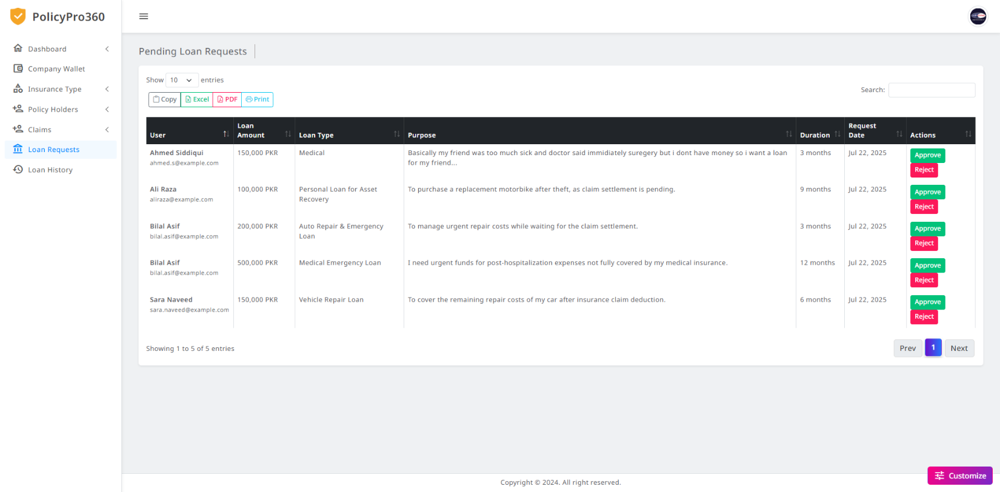 PolicyPro360
Dashboard
Company Wallet
Insurance Type
Policy Holders
Claims
Loan Requests
Loan History
Pending Loan Requests
Show 10 entries
Search:
Copy Excel PDF Print
User Loan Amount Loan Type Purpose Duration Request Date Actions
Ahmed Siddiqui 150,000 PKR Medical Basically my friend was too much sick and doctor said immidiately suregery but i dont have money so i want a loan 3 months Jul 22, 2025 Approve
ahmed.s@example.com for my friend... Reject
Ali Raza 100,000 PKR Personal Loan for Asset To purchase a replacement motorbike after theft, as claim settlement is pending. 9 months Jul 22, 2025 Approve
aliraza@example.com Recovery Reject
Bilal Asif 200,000 PKR Auto Repair & Emergency To manage urgent repair costs while waiting for the claim settlement. 3 months Jul 22, 2025 Approve
bilal.asif@example.com Loan Reject
Bilal Asif 500,000 PKR Medical Emergency Loan I need urgent funds for post-hospitalization expenses not fully covered by my medical insurance. 12 months Jul 22, 2025 Approve
bilal.asif@example.com Reject
Sara Naveed 150,000 PKR Vehicle Repair Loan To cover the remaining repair costs of my car after insurance claim deduction. 6 months Jul 22, 2025 Approve
sara.naveed@example.com Reject
Showing 1 to 5 of 5 entries
Prev 1 Next
Customize
Copyright © 2024. All right reserved.